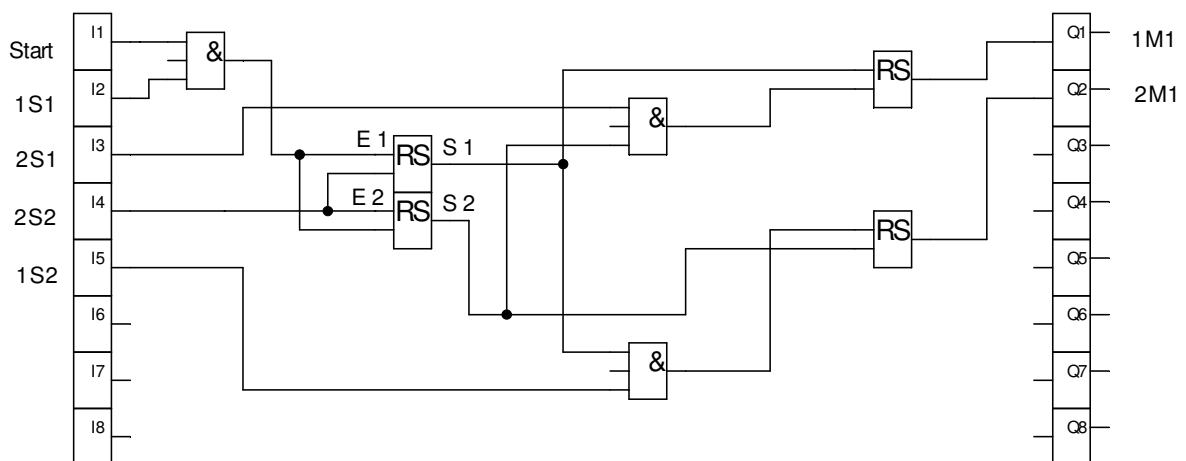 Start
1S1
2S1
2S2
1S2
I1
I2
I3
I4
I5
I6
I7
I8
&
E 1
RS
S 1
E 2
RS
S 2
&
&
RS
RS
Q1
Q2
Q3
Q4
Q5
Q6
Q7
Q8
1M1
2M1